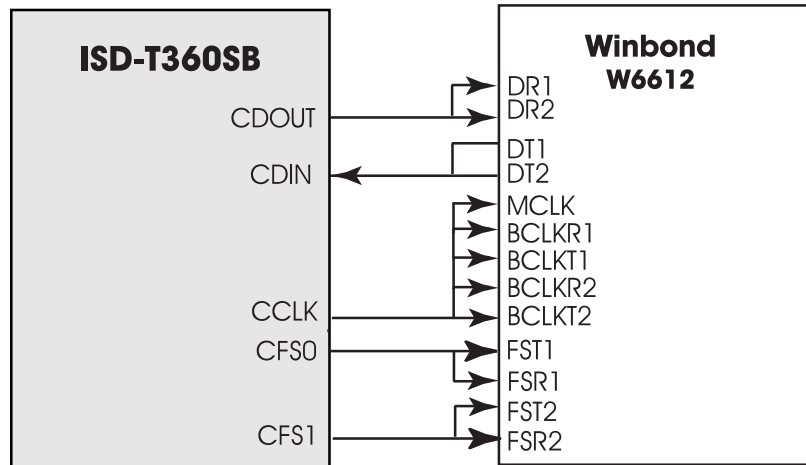 ISD-T360SB
CDOUT
CDIN
CCLK
CFS0
CFS1
Winbond
W6612
DR1
DR2
DT1
DT2
MCLK
BCLKR1
BCLKT1
BCLKR2
BCLKT2
FST1
FSR1
FST2
FSR2